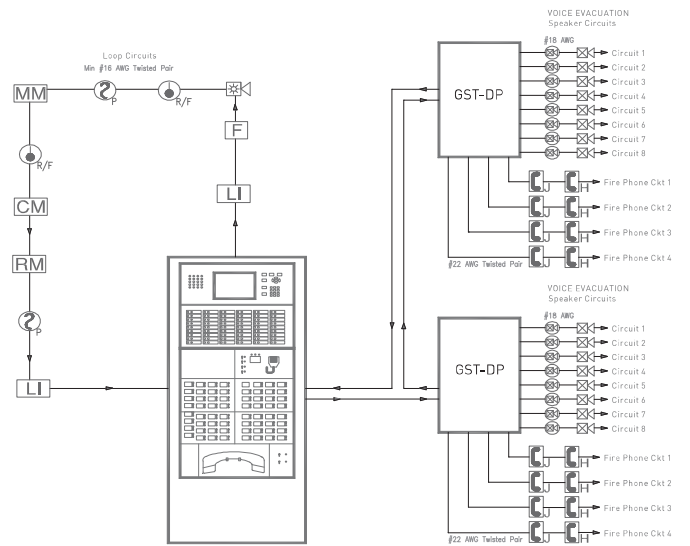 VOICE EVACUATION
Speaker Circuits
#18 AWG
Loop Circuits
Min #16 AWG Twisted Pair
MM
P
R/F
F
R/F
LI
CM
RM
P
LI
GST-DP
Circuit 1
Circuit 2
Circuit 3
Circuit 4
Circuit 5
Circuit 6
Circuit 7
Circuit 8
J
H
Fire Phone Ckt 1
J
H
Fire Phone Ckt 2
J
H
Fire Phone Ckt 3
J
H
Fire Phone Ckt 4
#22 AWG Twisted Pair
VOICE EVACUATION
Speaker Circuits
#18 AWG
GST-DP
Circuit 1
Circuit 2
Circuit 3
Circuit 4
Circuit 5
Circuit 6
Circuit 7
Circuit 8
J
H
Fire Phone Ckt 1
J
H
Fire Phone Ckt 2
J
H
Fire Phone Ckt 3
J
H
Fire Phone Ckt 4
#22 AWG Twisted Pair